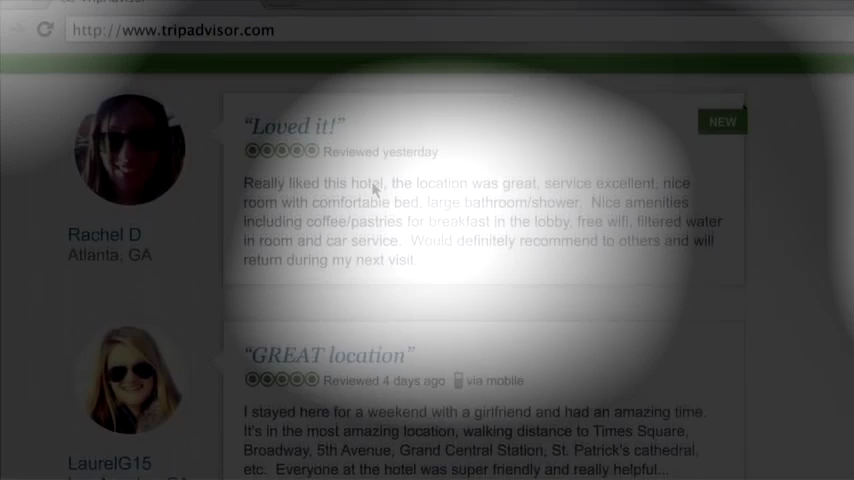 http://www.tripadvisor.com
"Loved it!"
NEW
Reviewed yesterday
Really liked this hotel, the location was great, service excellent, nice
room with comfortable bed, large bathroom/shower. Nice amenities
including coffee/pastries for breakfast in the lobby, free wifi, filtered water
in room and car service. Would definitely recommend to others and will
return during my next visit.
Rachel D
Atlanta, GA
"GREAT location"
Reviewed 4 days ago via mobile
I stayed here for a weekend with a girlfriend and had an amazing time.
It's in the most amazing location, walking distance to Times Square,
Broadway, 5th Avenue, Grand Central Station, St. Patrick's cathedral,
etc. Everyone at the hotel was super friendly and really helpful...
LaurelG15